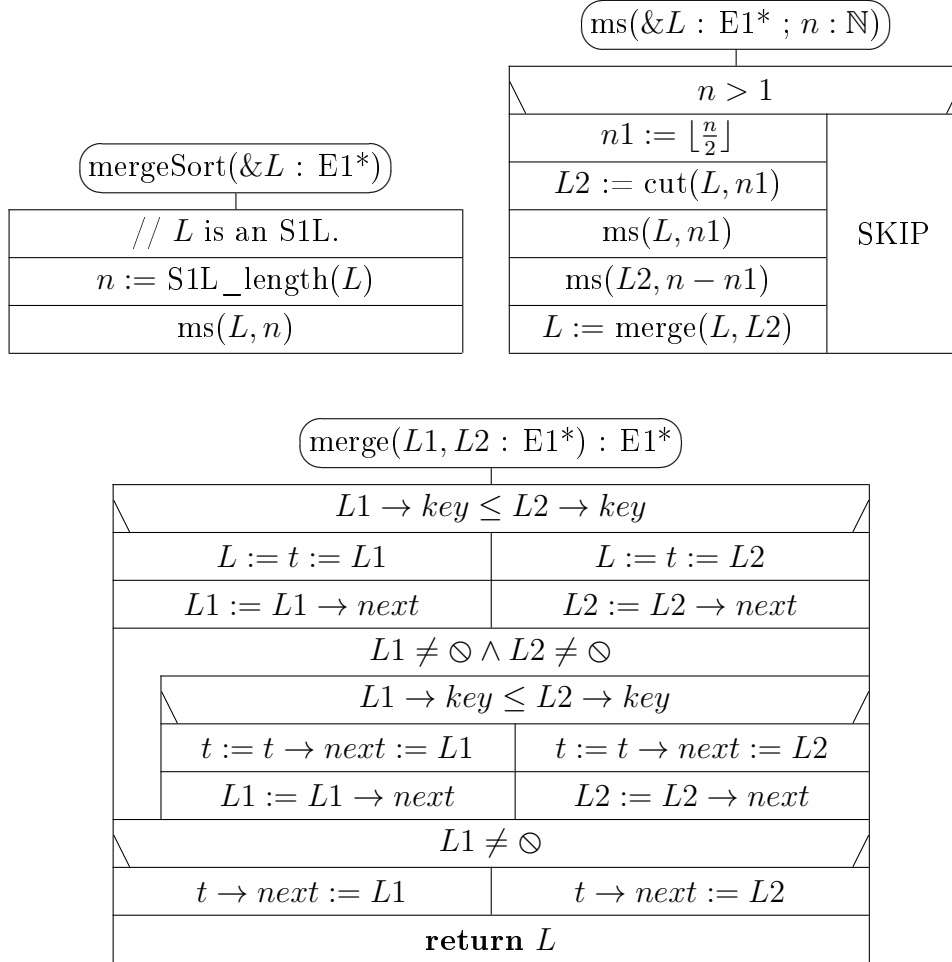 mergeSort(&L : E1*)
// L is an S1L.
n := S1L_length(L)
ms(L, n)
ms(&L : E1* ; n : ℕ)
n > 1
n1 := ⌊n/2⌋
L2 := cut(L, n1)
ms(L, n1)
ms(L2, n − n1)
L := merge(L, L2)
SKIP
merge(L1, L2 : E1*) : E1*
L1 → key ≤ L2 → key
L := t := L1 L := t := L2
L1 := L1 → next L2 := L2 → next
L1 ≠ ⦸ ∧ L2 ≠ ⦸
L1 → key ≤ L2 → key
t := t → next := L1 t := t → next := L2
L1 := L1 → next L2 := L2 → next
L1 ≠ ⦸
t → next := L1 t → next := L2
return L